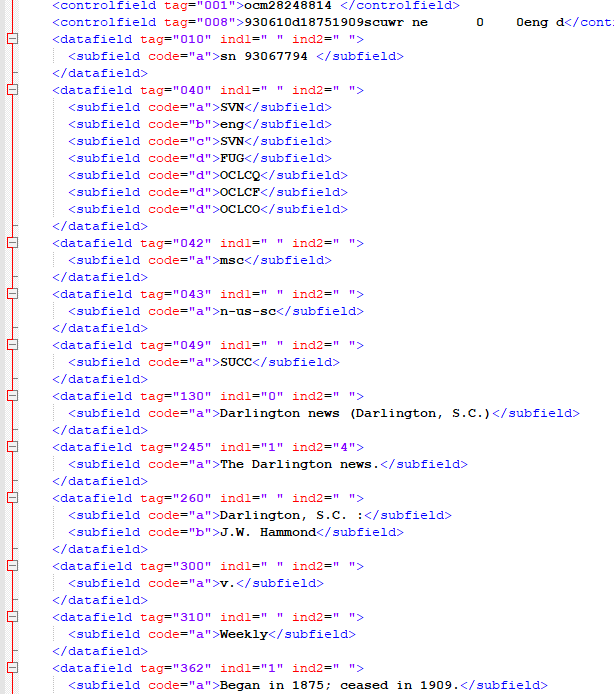 <controlfield tag="001">ocm28248814 </controlfield>
<controlfield tag="008">930610d18751909scuwr ne      0    0eng d</cont
<datafield tag="010" ind1=" " ind2=" ">
<subfield code="a">sn 93067794 </subfield>
</datafield>
<datafield tag="040" ind1=" " ind2=" ">
<subfield code="a">SVN</subfield>
<subfield code="b">eng</subfield>
<subfield code="c">SVN</subfield>
<subfield code="d">FUG</subfield>
<subfield code="d">OCLCQ</subfield>
<subfield code="d">OCLCF</subfield>
<subfield code="d">OCLCO</subfield>
</datafield>
<datafield tag="042" ind1=" " ind2=" ">
<subfield code="a">msc</subfield>
</datafield>
<datafield tag="043" ind1=" " ind2=" ">
<subfield code="a">n-us-sc</subfield>
</datafield>
<datafield tag="049" ind1=" " ind2=" ">
<subfield code="a">SUCC</subfield>
</datafield>
<datafield tag="130" ind1="0" ind2=" ">
<subfield code="a">Darlington news (Darlington, S.C.)</subfield>
</datafield>
<datafield tag="245" ind1="1" ind2="4">
<subfield code="a">The Darlington news.</subfield>
</datafield>
<datafield tag="260" ind1=" " ind2=" ">
<subfield code="a">Darlington, S.C. :</subfield>
<subfield code="b">J.W. Hammond</subfield>
</datafield>
<datafield tag="300" ind1=" " ind2=" ">
<subfield code="a">v.</subfield>
</datafield>
<datafield tag="310" ind1=" " ind2=" ">
<subfield code="a">Weekly</subfield>
</datafield>
<datafield tag="362" ind1="1" ind2=" ">
<subfield code="a">Began in 1875; ceased in 1909.</subfield>